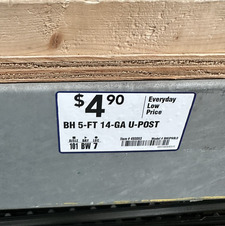 $4.90 Everyday Low Price
BH 5-FT 14-GA U-POST
101 BW 7